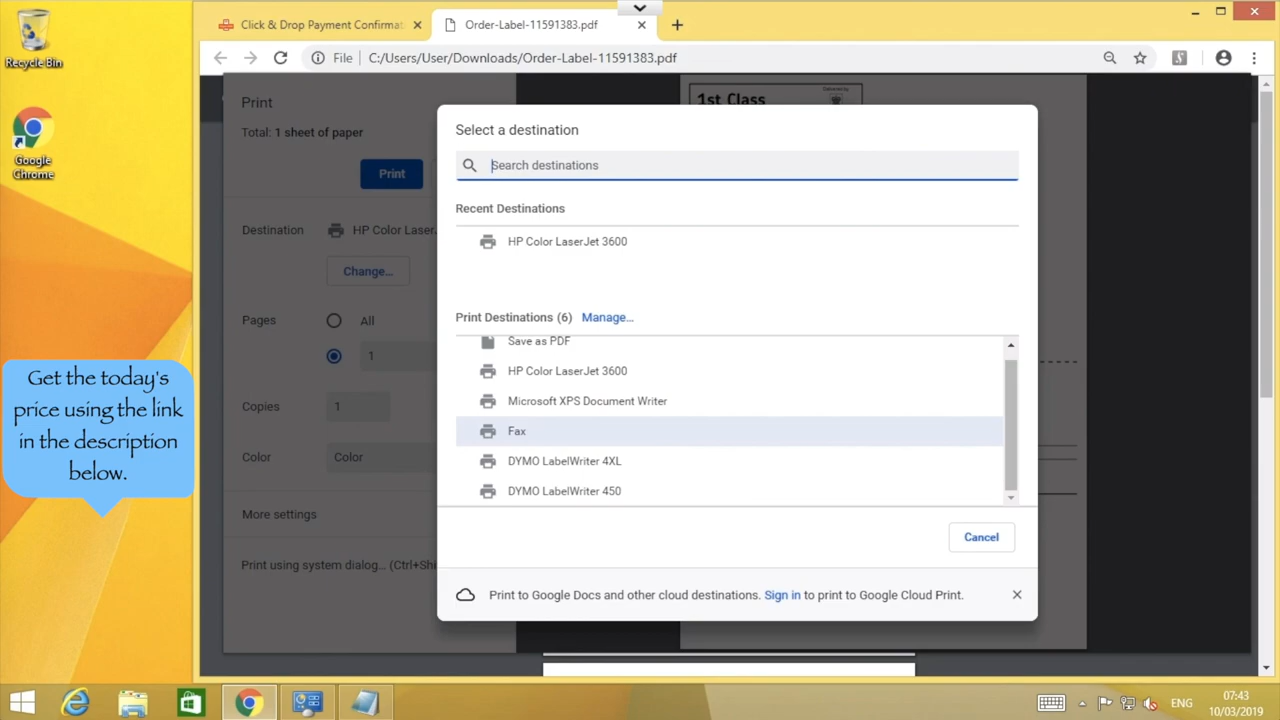 Click & Drop Payment Confirmat
Order-Label-11591383.pdf
File
C:/Users/User/Downloads/Order-Label-11591383.pdf
Recycle Bin
Google
Chrome
Get the today's
price using the link
in the description
below.
Print
Total: 1 sheet of paper
Print
Destination
HP Color LaserJ
Change...
Pages
All
1
Copies
1
Color
Color
More settings
Print using system dialog... (Ctrl+Shi
1st Class
Delivered by
Select a destination
Search destinations
Recent Destinations
HP Color LaserJet 3600
Print Destinations (6) Manage...
Save as PDF
HP Color LaserJet 3600
Microsoft XPS Document Writer
Fax
DYMO LabelWriter 4XL
DYMO LabelWriter 450
Cancel
Print to Google Docs and other cloud destinations. Sign in to print to Google Cloud Print.
ENG
07:43
10/03/2019